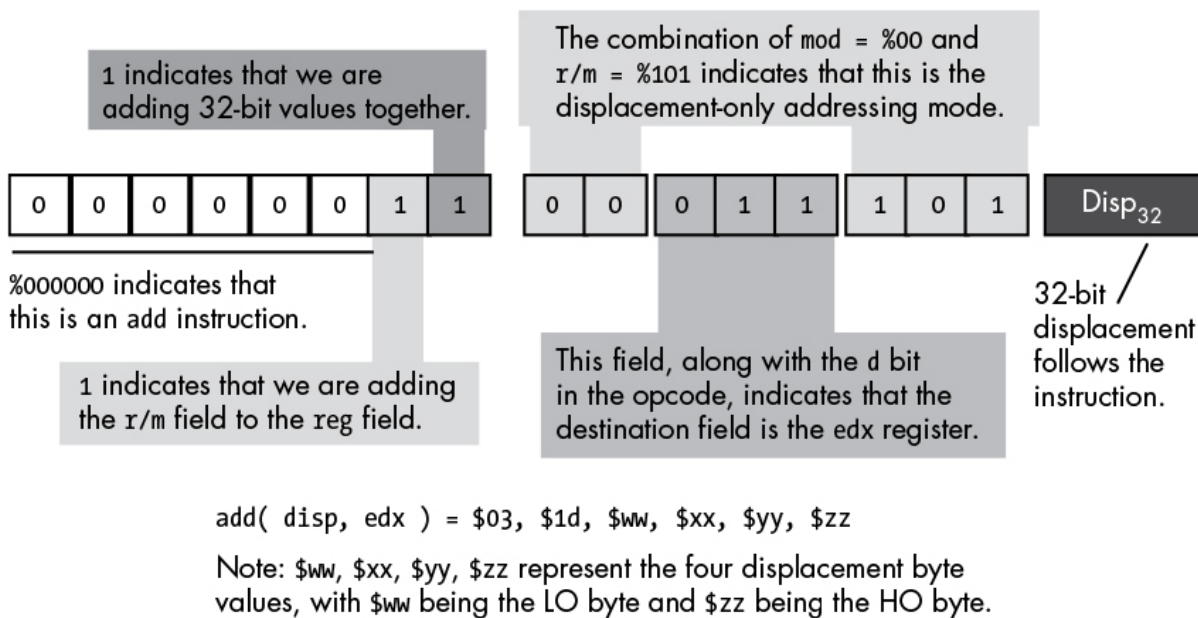 1 indicates that we are
adding 32-bit values together.
The combination of mod = %00 and
r/m = %101 indicates that this is the
displacement-only addressing mode.
0 0 0 0 0 0 1 1 0 0 0 1 1 1 0 1 Disp32
%000000 indicates that
this is an add instruction.
1 indicates that we are adding
the r/m field to the reg field.
This field, along with the d bit
in the opcode, indicates that the
destination field is the edx register.
32-bit
displacement
follows the
instruction.
add( disp, edx ) = $03, $1d, $ww, $xx, $yy, $zz
Note: $ww, $xx, $yy, $zz represent the four displacement byte
values, with $ww being the LO byte and $zz being the HO byte.